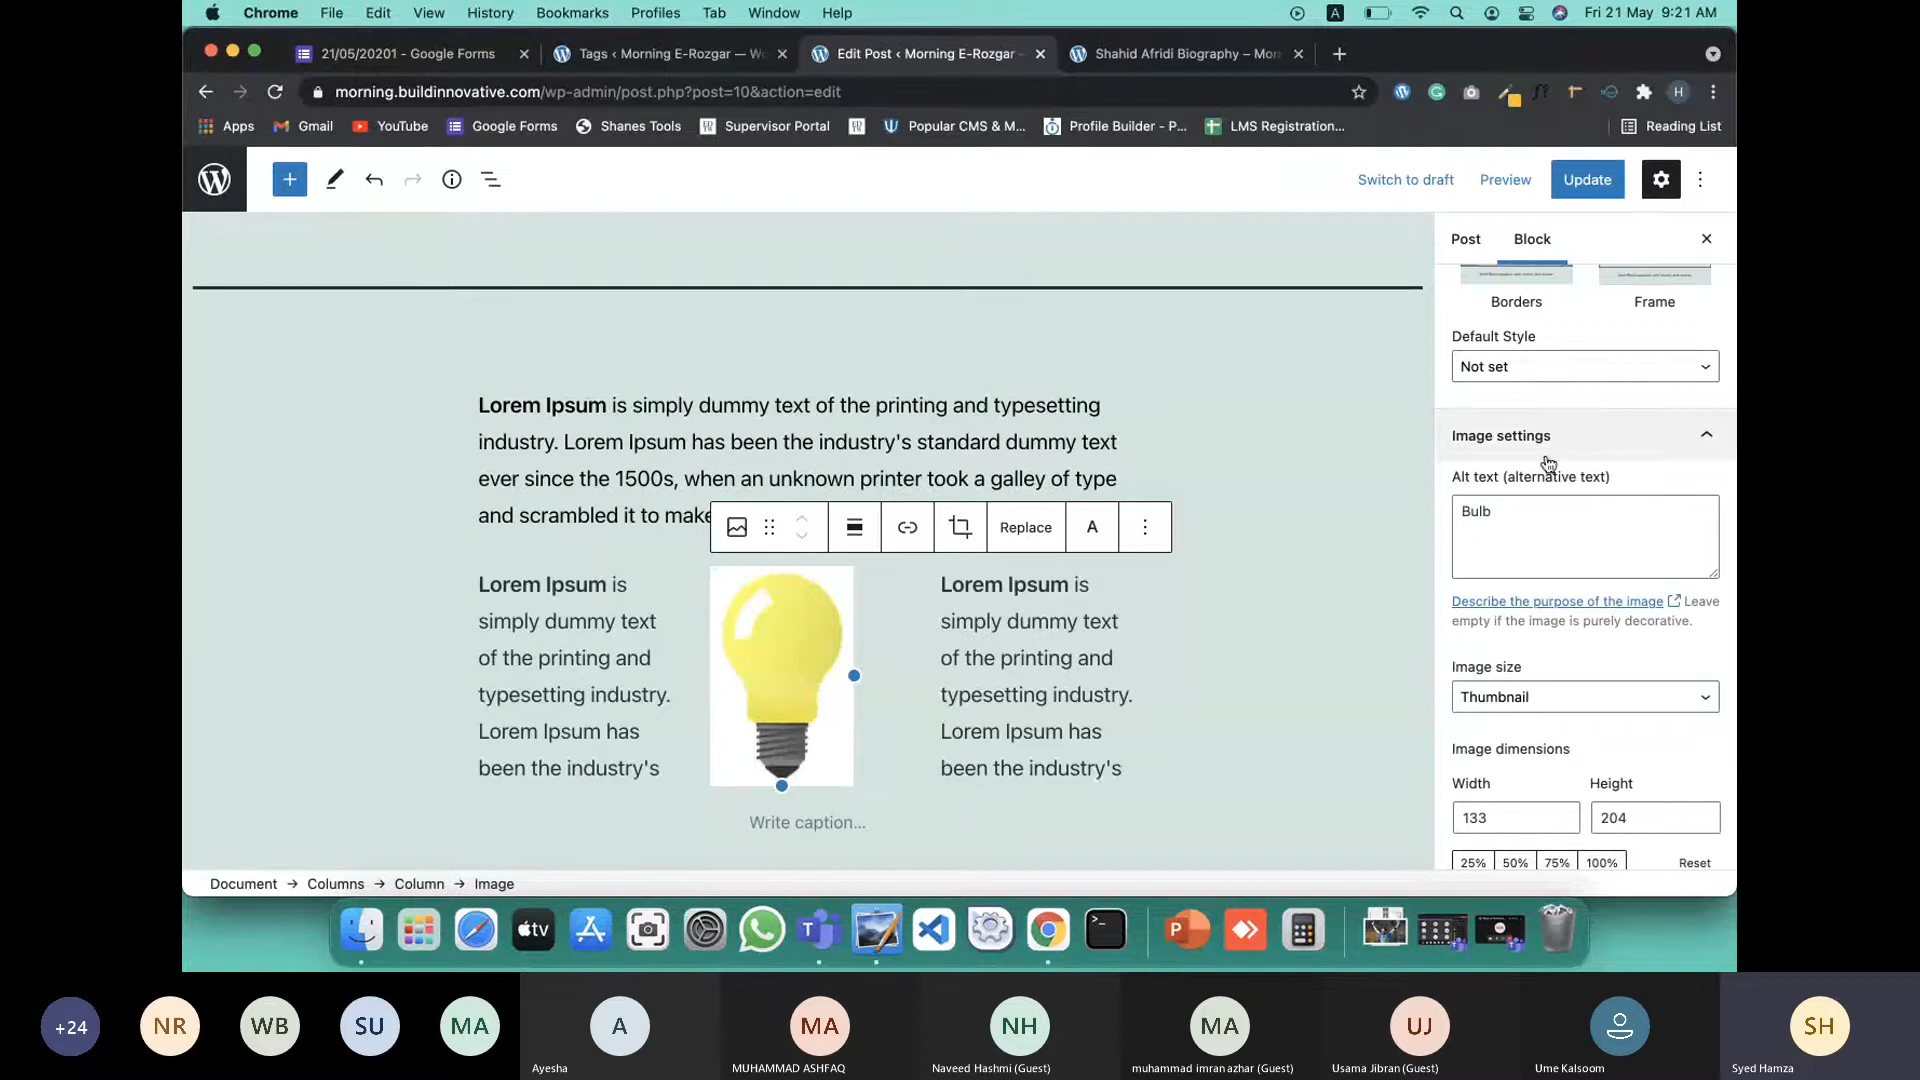 Chrome File Edit View History Bookmarks Profiles Tab Window Help
A
Fri 21 May 9:21 AM
21/05/20201 - Google Forms
Tags ‹ Morning E-Rozgar — Wo
Edit Post ‹ Morning E-Rozgar –
Shahid Afridi Biography – Mor
morning.buildinnovative.com/wp-admin/post.php?post=10&action=edit
H
Apps Gmail YouTube Google Forms Shanes Tools Supervisor Portal Popular CMS & M... Profile Builder - P... LMS Registration... Reading List
Switch to draft Preview Update
Post Block
Borders Frame
Default Style
Not set
Image settings
Alt text (alternative text)
Bulb
Describe the purpose of the image Leave
empty if the image is purely decorative.
Image size
Thumbnail
Image dimensions
Width Height
133 204
25% 50% 75% 100% Reset
Lorem Ipsum is simply dummy text of the printing and typesetting
industry. Lorem Ipsum has been the industry's standard dummy text
ever since the 1500s, when an unknown printer took a galley of type
and scrambled it to make
Replace A
Lorem Ipsum is
simply dummy text
of the printing and
typesetting industry.
Lorem Ipsum has
been the industry's
Write caption...
Lorem Ipsum is
simply dummy text
of the printing and
typesetting industry.
Lorem Ipsum has
been the industry's
Document → Columns → Column → Image
tv
+24 NR WB SU MA A MA NH MA UJ SH
Ayesha
MUHAMMAD ASHFAQ
Naveed Hashmi (Guest)
muhammad imran azhar (Guest)
Usama Jibran (Guest)
Ume Kalsoom
Syed Hamza